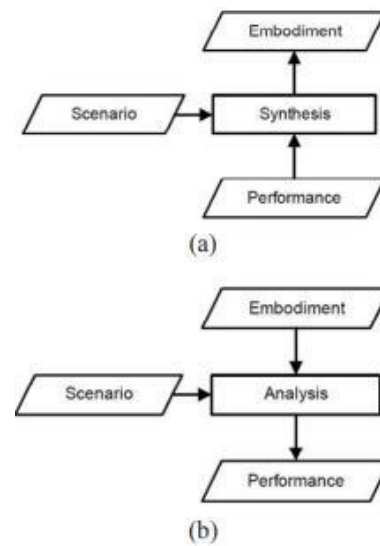 Embodiment
Scenario
Synthesis
Performance
(a)
Embodiment
Scenario
Analysis
Performance
(b)